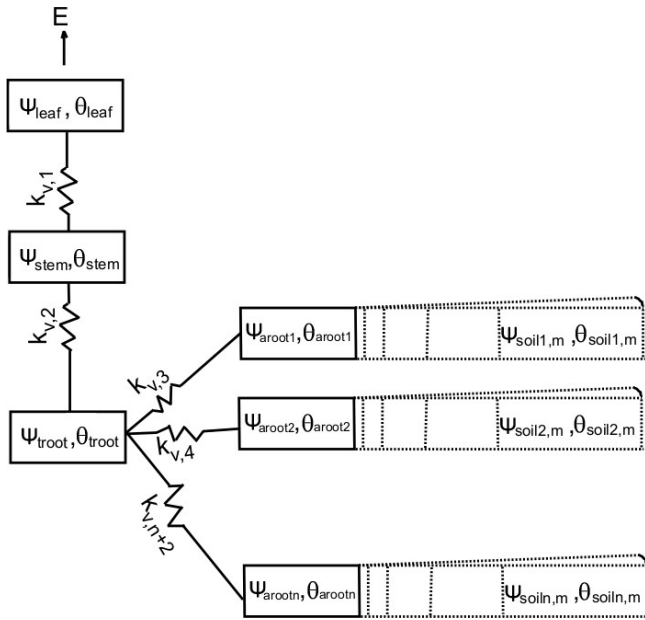 E
Ψleaf, θleaf
kv,1
Ψstem,θstem
kv,2
Ψtroot,θtroot
kv,3
kv,4
kv,n+2
Ψaroot1,θaroot1
Ψsoil1,m ,θsoil1,m
Ψaroot2,θaroot2
Ψsoil2,m ,θsoil2,m
Ψarootn,θarootn
Ψsoiln,m ,θsoiln,m